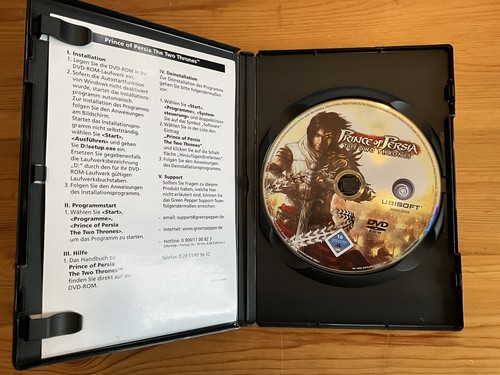 Prince of Persia The Two Thrones™
I. Installation
1. Legen Sie die DVD-ROM in Ihr
DVD-ROM-Laufwerk ein.
2. Sofern die Autostartfunktion
von Windows nicht deaktiviert
wurde, startet das Installations-
programm automatisch.
Zur Installation des Programms
folgen Sie den Anweisungen
am Bildschirm.
Startet das Installationspro-
gramm nicht selbstständig,
wählen Sie <Start>,
<Ausführen> und geben
Sie D:\setup.exe ein.
Ersetzen Sie gegebenenfalls
die Laufwerksbezeichnung
„D:“ durch den für Ihr DVD-
ROM-Laufwerk gültigen
Laufwerksbuchstaben.
3. Folgen Sie den Anweisungen
des Installationsprogramms.
II. Programmstart
1. Wählen Sie <Start>,
<Programme>,
<Prince of Persia
The Two Thrones>,
um das Programm zu starten.
III. Hilfe
1. Das Handbuch zu
Prince of Persia
The Two Thrones™
finden Sie direkt auf der
DVD-ROM.
IV. Deinstallation
Zur Deinstallation des Programms
gehen Sie bitte folgendermaßen
vor:
1. Wählen Sie <Start>,
<Programme>, <System-
steuerung> und doppelklicken
Sie auf das Symbol „Software“
2. Wählen Sie in der Liste den
Eintrag
„Prince of Persia
The Two Thrones“,
und klicken Sie auf die Schalt-
fläche „Hinzufügen/Entfernen“
3. Folgen Sie den Anweisungen
des Deinstallationsprogramms.
V. Support
Sollten Sie Fragen zu diesem
Produkt haben, welche hier
nicht erläutert sind, können Sie
das Green Pepper Support Team
folgendermaßen erreichen:
email: support@greenpepper.de
Internet: www.greenpepper.de
Hotline: 0 900/1 00 82 3
Telefax:
PRINCE OF PERSIA
THE TWO THRONES
UBISOFT
DVD